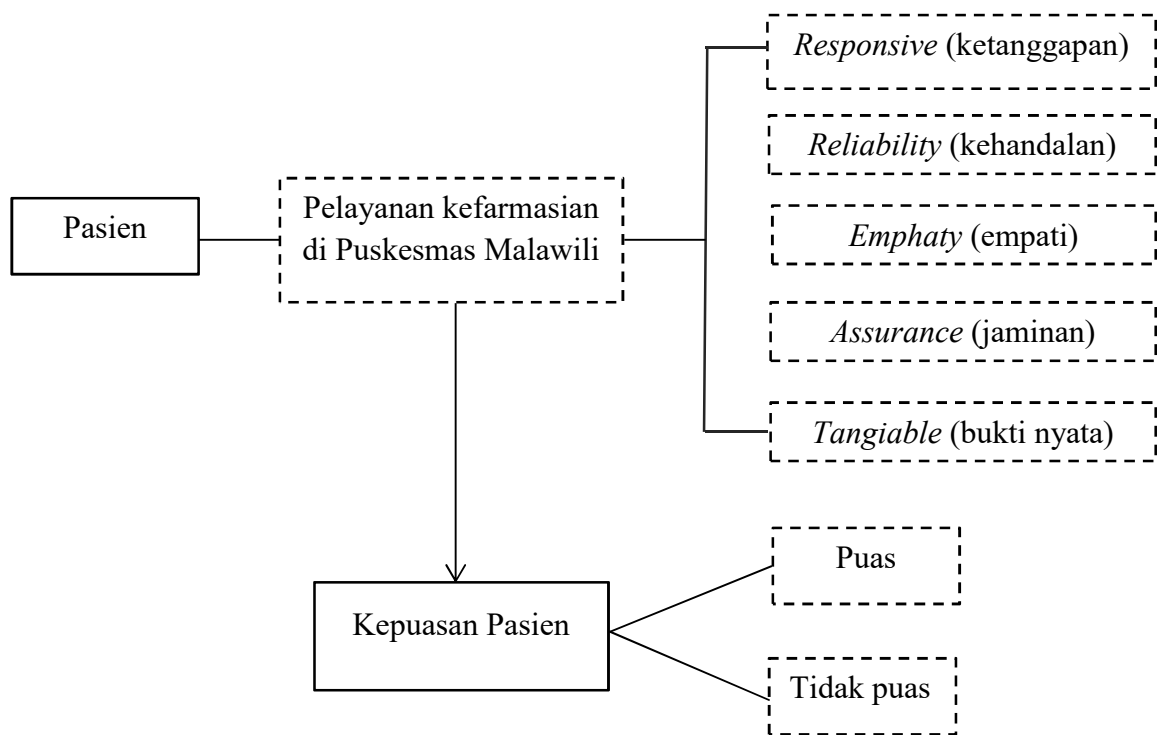 Responsive (ketanggapan)
Reliability (kehandalan)
Pasien
Pelayanan kefarmasian
di Puskesmas Malawili
Emphaty (empati)
Assurance (jaminan)
Tangiable (bukti nyata)
Puas
Kepuasan Pasien
Tidak puas